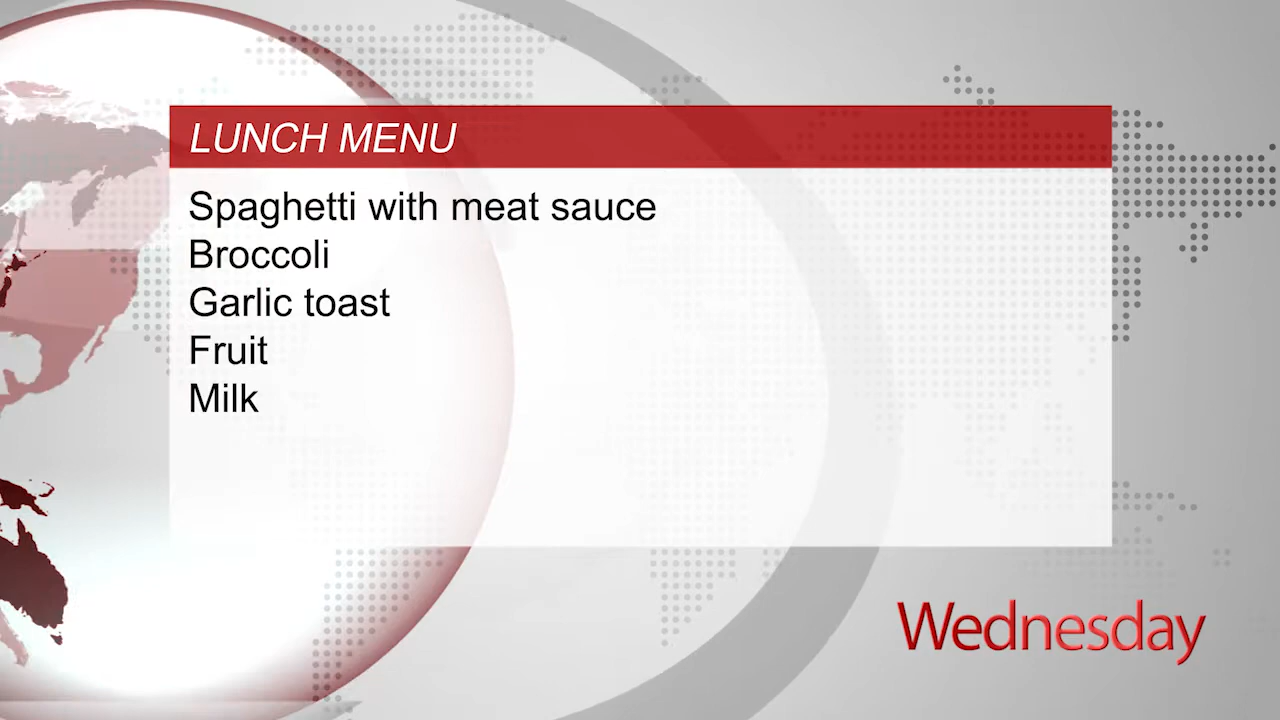 LUNCH MENU
Spaghetti with meat sauce
Broccoli
Garlic toast
Fruit
Milk
Wednesday